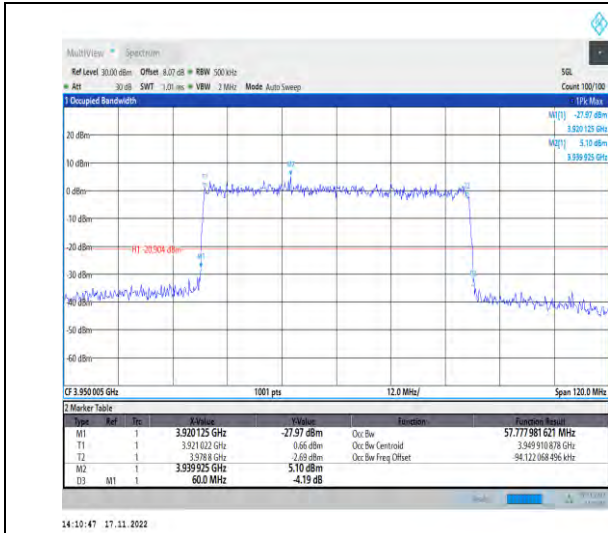 MultiView Spectrum
Ref Level 30.00 dBm Offset 8.07 dB RBW 500 kHz SGL
Att 30 dB SWT 1.01 ms VBW 2 MHz Mode Auto Sweep Count 100/100
1 Occupied Bandwidth 1Pk Max
M1[1] -27.97 dBm
3.920 125 GHz
M2[1] 5.10 dBm
3.939 925 GHz
20 dBm
10 dBm
0 dBm
-10 dBm
-20 dBm
H1 -20.904 dBm
-30 dBm
-40 dBm
-50 dBm
-60 dBm
M1
CF 3.950 005 GHz 1001 pts 12.0 MHz/ Span 120.0 MHz
2 Marker Table
Type Ref Trc X-Value Y-Value Function Function Result
M1 1 3.920 125 GHz -27.97 dBm Occ Bw 57.777 981 621 MHz
T1 1 3.921 022 GHz 0.66 dBm Occ Bw Centroid 3.949 910 878 GHz
T2 1 3.978 8 GHz -2.69 dBm Occ Bw Freq Offset -94.122 068 496 kHz
M2 1 3.939 925 GHz 5.10 dBm
D3 M1 1 60.0 MHz -4.19 dB
14:10:47 17.11.2022